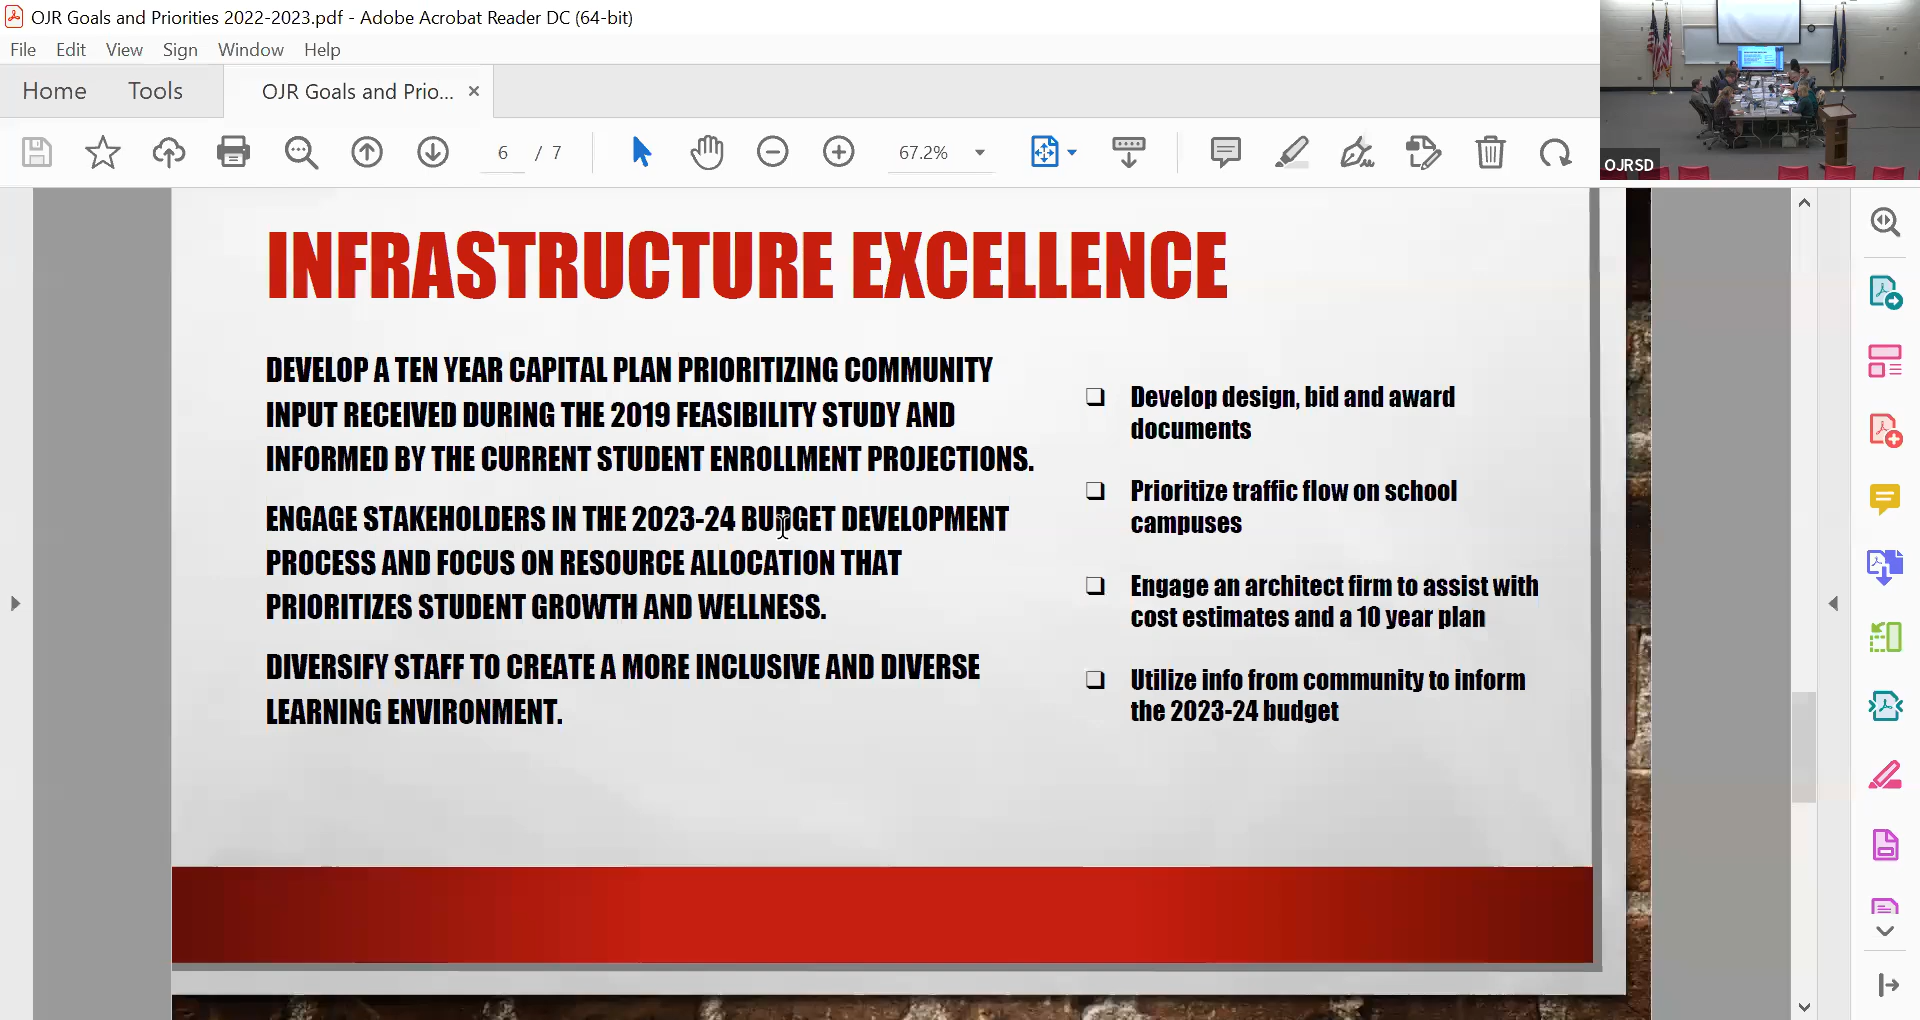 OJR Goals and Priorities 2022-2023.pdf - Adobe Acrobat Reader DC (64-bit)
File Edit View Sign Window Help
Home Tools OJR Goals and Prio... ×
6 / 7 67.2%
OJRSD
INFRASTRUCTURE EXCELLENCE
DEVELOP A TEN YEAR CAPITAL PLAN PRIORITIZING COMMUNITY
INPUT RECEIVED DURING THE 2019 FEASIBILITY STUDY AND
INFORMED BY THE CURRENT STUDENT ENROLLMENT PROJECTIONS.
ENGAGE STAKEHOLDERS IN THE 2023-24 BUDGET DEVELOPMENT
PROCESS AND FOCUS ON RESOURCE ALLOCATION THAT
PRIORITIZES STUDENT GROWTH AND WELLNESS.
DIVERSIFY STAFF TO CREATE A MORE INCLUSIVE AND DIVERSE
LEARNING ENVIRONMENT.
❑ Develop design, bid and award
documents
❑ Prioritize traffic flow on school
campuses
❑ Engage an architect firm to assist with
cost estimates and a 10 year plan
❑ Utilize info from community to inform
the 2023-24 budget